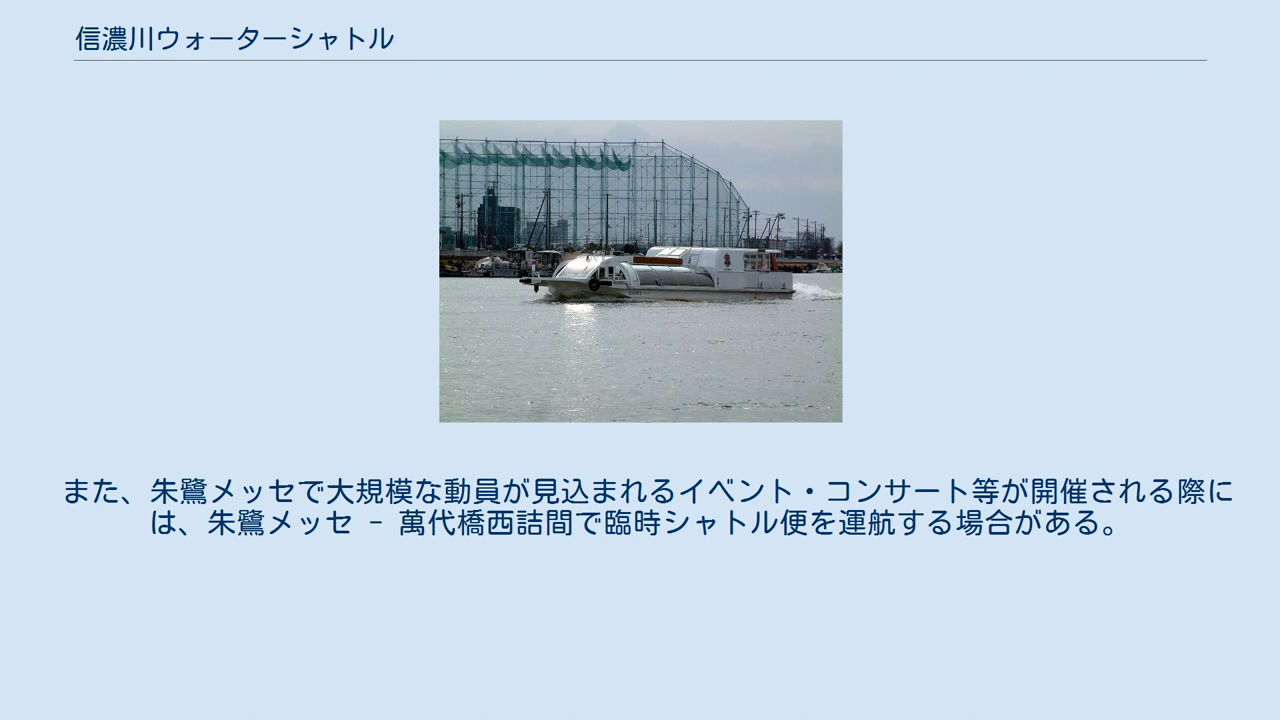 信濃川ウォーターシャトル
また、朱鷺メッセで大規模な動員が見込まれるイベント・コンサート等が開催される際に
は、朱鷺メッセ - 萬代橋西詰間で臨時シャトル便を運航する場合がある。